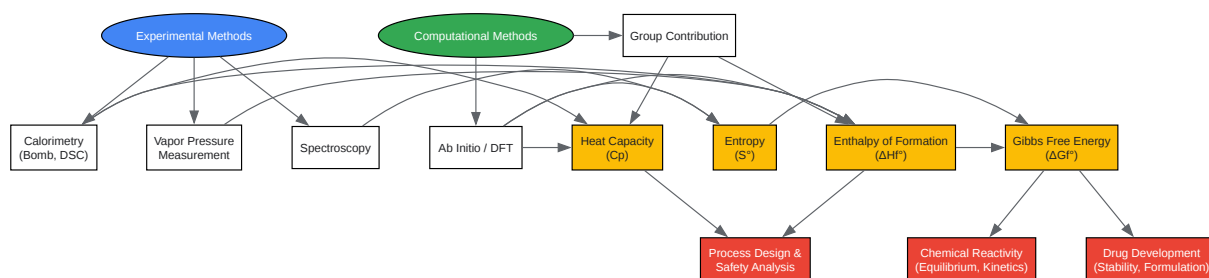 Experimental Methods
Computational Methods
Group Contribution
Calorimetry
(Bomb, DSC)
Vapor Pressure
Measurement
Spectroscopy
Ab Initio / DFT
Heat Capacity
(Cp)
Entropy
(S°)
Enthalpy of Formation
(ΔHf°)
Gibbs Free Energy
(ΔGf°)
Process Design &
Safety Analysis
Chemical Reactivity
(Equilibrium, Kinetics)
Drug Development
(Stability, Formulation)